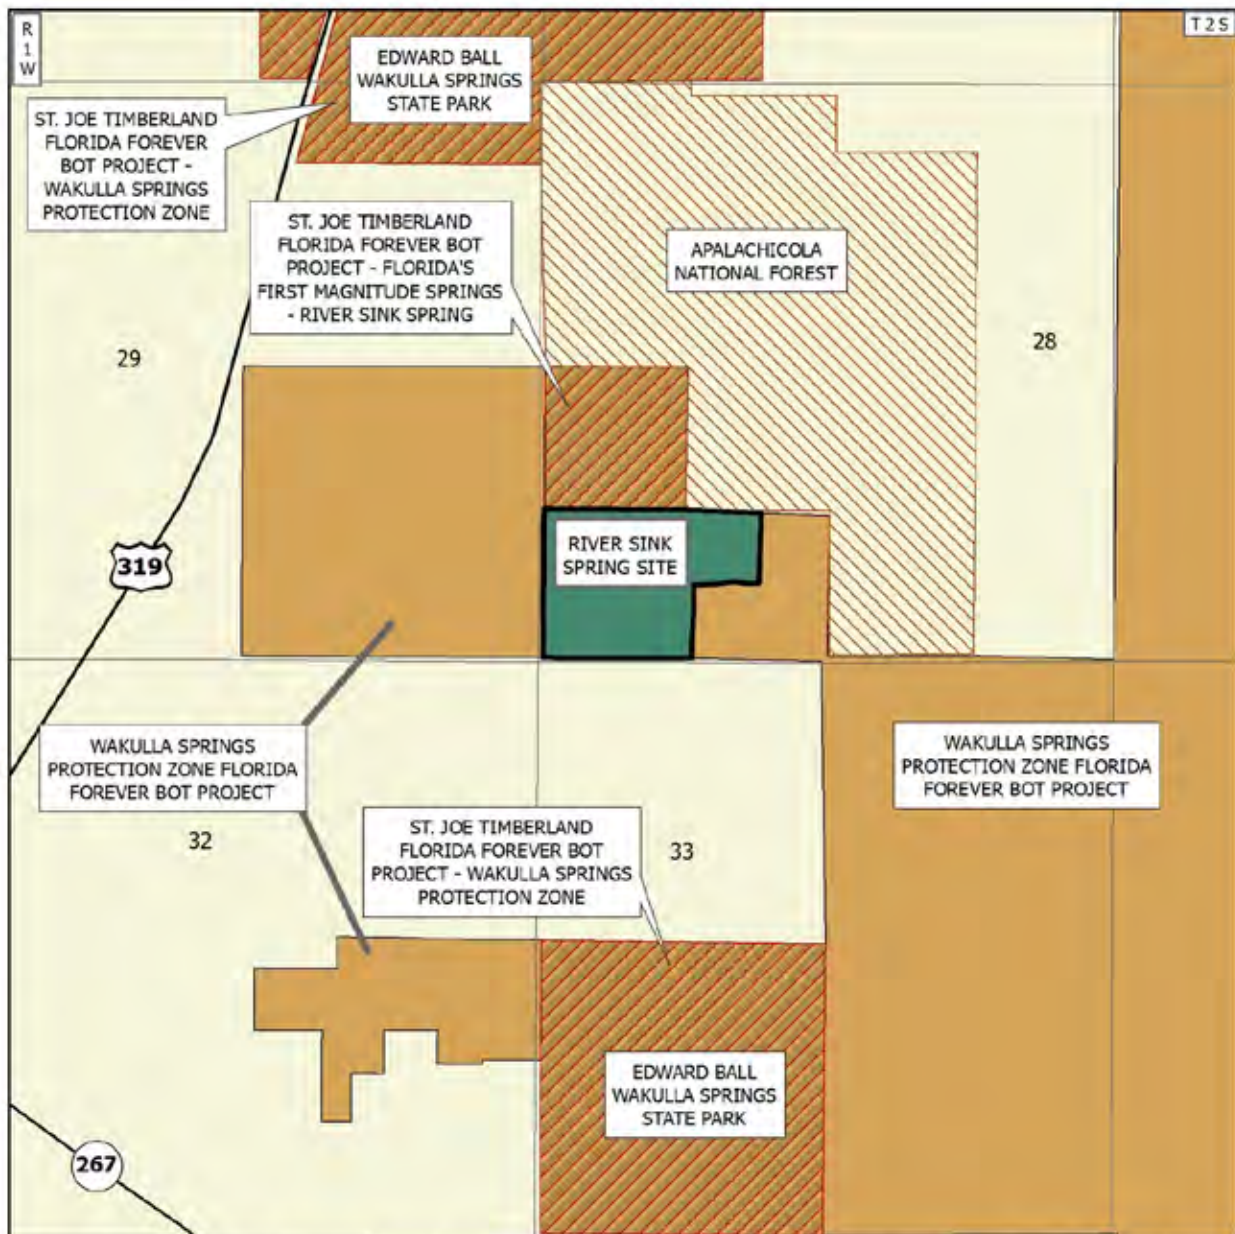 R
1
W
T 2 S
EDWARD BALL
WAKULLA SPRINGS
STATE PARK
ST. JOE TIMBERLAND
FLORIDA FOREVER
BOT PROJECT -
WAKULLA SPRINGS
PROTECTION ZONE
ST. JOE TIMBERLAND
FLORIDA FOREVER BOT
PROJECT - FLORIDA'S
FIRST MAGNITUDE SPRINGS
- RIVER SINK SPRING
APALACHICOLA
NATIONAL FOREST
29
28
319
RIVER SINK
SPRING SITE
WAKULLA SPRINGS
PROTECTION ZONE FLORIDA
FOREVER BOT PROJECT
WAKULLA SPRINGS
PROTECTION ZONE FLORIDA
FOREVER BOT PROJECT
32
ST. JOE TIMBERLAND
FLORIDA FOREVER BOT
PROJECT - WAKULLA SPRINGS
PROTECTION ZONE
33
EDWARD BALL
WAKULLA SPRINGS
STATE PARK
267